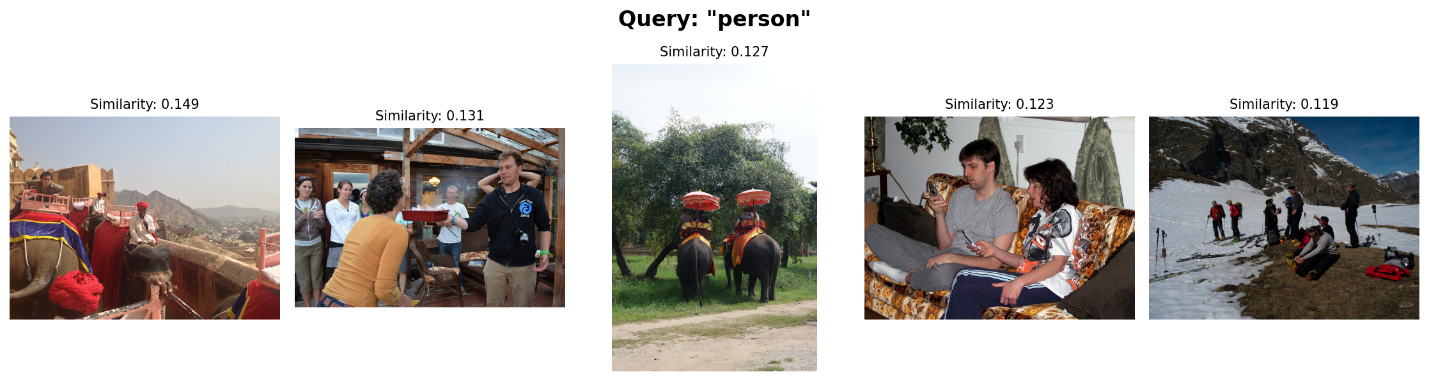 Query: "person"
Similarity: 0.149
Similarity: 0.131
Similarity: 0.127
Similarity: 0.123
Similarity: 0.119